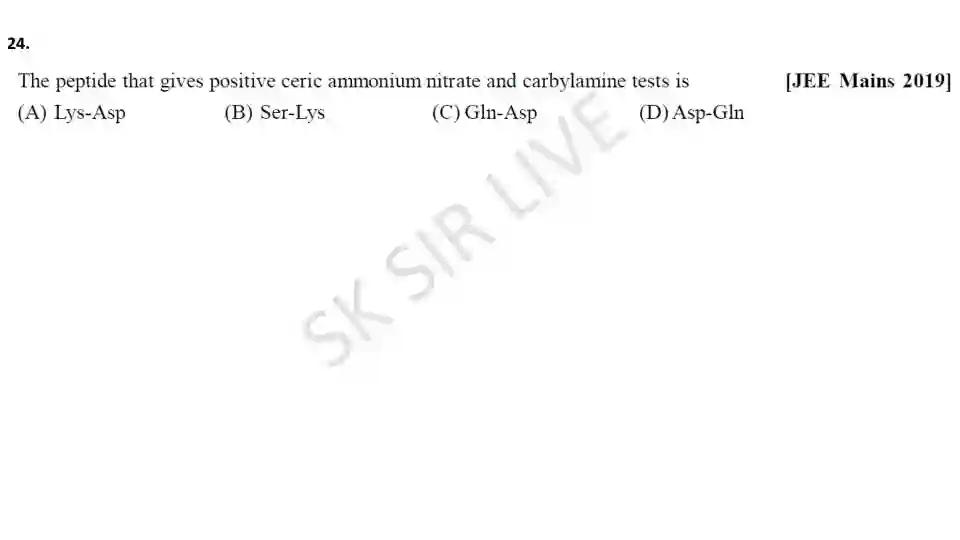 24.
The peptide that gives positive ceric ammonium nitrate and carbylamine tests is [JEE Mains 2019]
(A) Lys-Asp (B) Ser-Lys (C) Gln-Asp (D) Asp-Gln
SK SIR LIVE